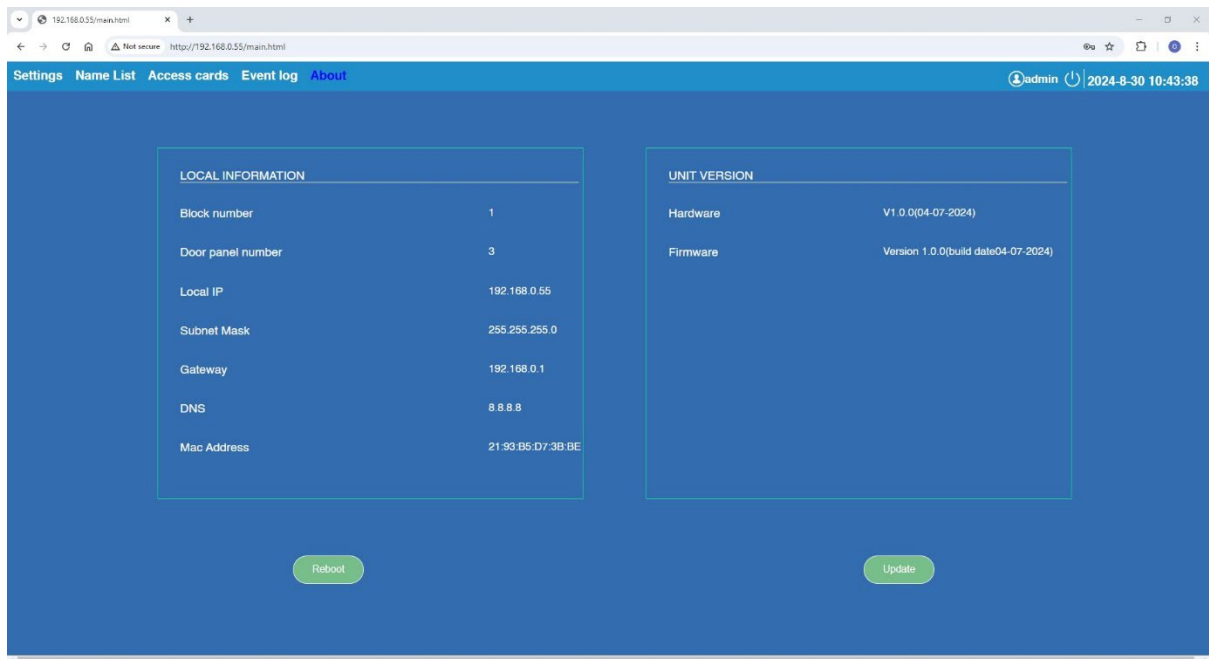 192.168.0.55/main.html
Not secure http://192.168.0.55/main.html
Settings Name List Access cards Event log About admin 2024-8-30 10:43:38
LOCAL INFORMATION
Block number 1
Door panel number 3
Local IP 192.168.0.55
Subnet Mask 255.255.255.0
Gateway 192.168.0.1
DNS 8.8.8.8
Mac Address 21:93:B5:D7:3B:BE
Reboot
UNIT VERSION
Hardware V1.0.0(04-07-2024)
Firmware Version 1.0.0(build date04-07-2024)
Update